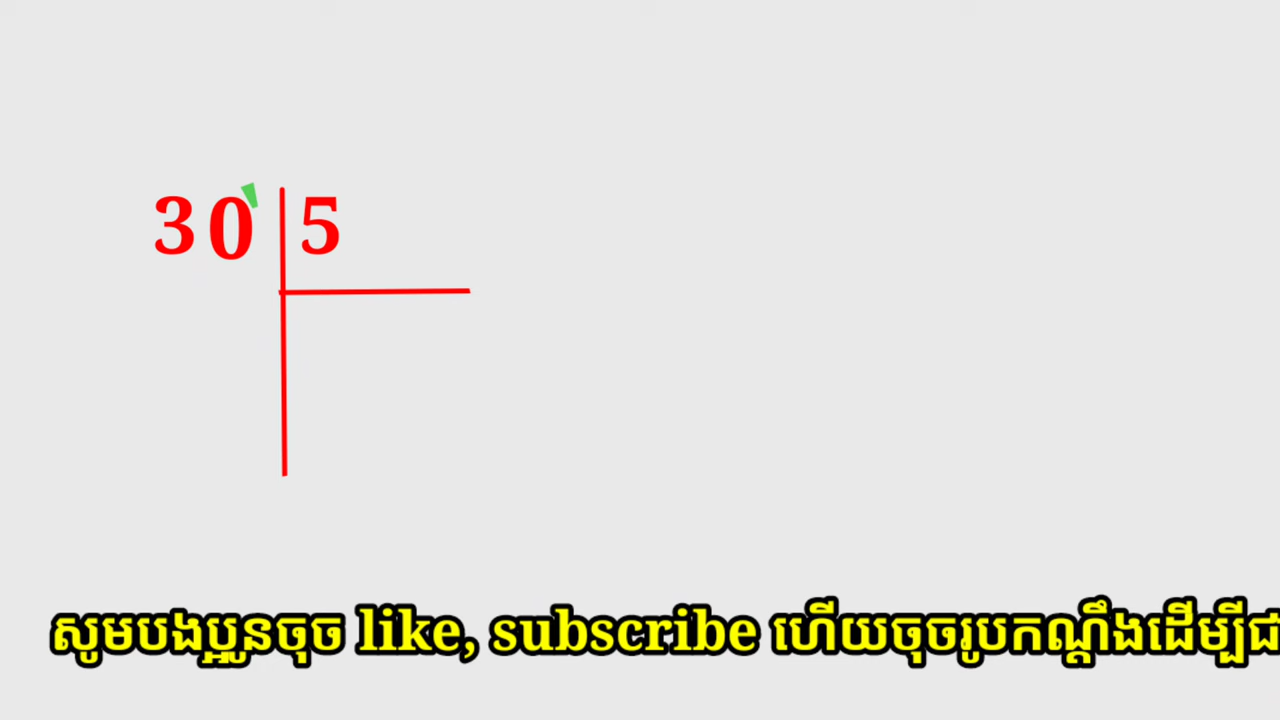 30 5
សូមបងប្អូនចុច like, subscribe ហើយចុចរូបកណ្ដឹងដើម្បីជា